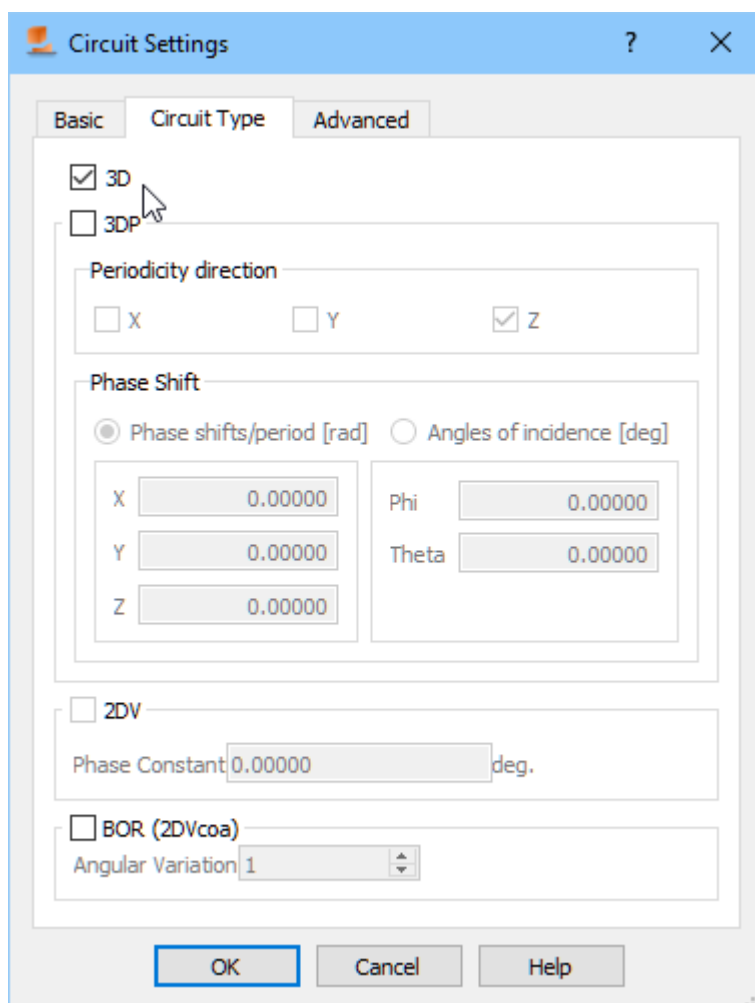 Circuit Settings ?
Basic Circuit Type Advanced
3D
3DP
Periodicity direction
X Y Z
Phase Shift
Phase shifts/period [rad] Angles of incidence [deg]
X 0.00000 Phi 0.00000
Y 0.00000 Theta 0.00000
Z 0.00000
2DV
Phase Constant 0.00000 deg.
BOR (2DVcoa)
Angular Variation 1
OK Cancel Help